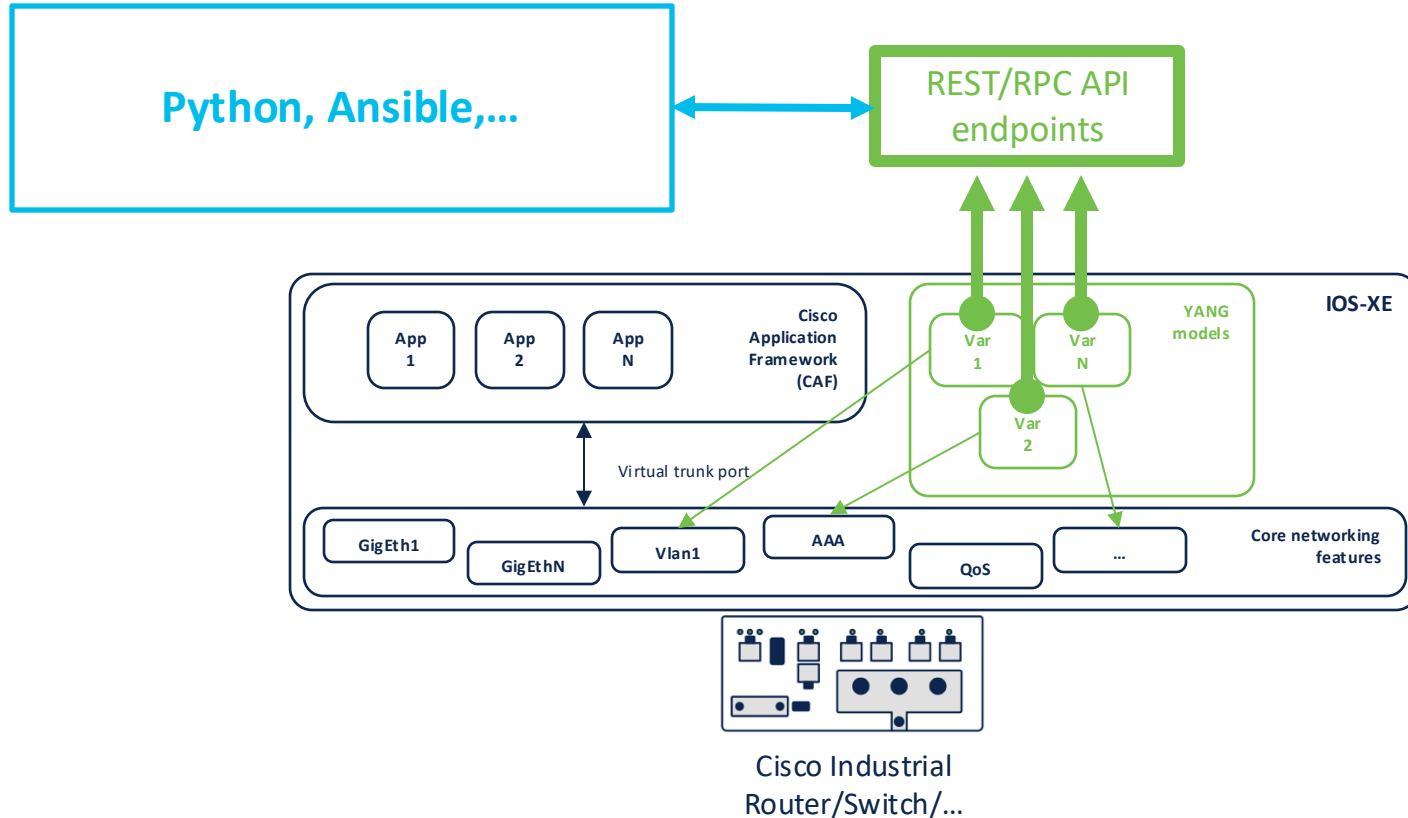 Python, Ansible,...
REST/RPC API
endpoints
IOS-XE
App
1
App
2
App
N
Cisco
Application
Framework
(CAF)
Var
1
Var
N
Var
2
YANG
models
Virtual trunk port
GigEth1
GigEthN
Vlan1
AAA
QoS
...
Core networking
features
Cisco Industrial
Router/Switch/...